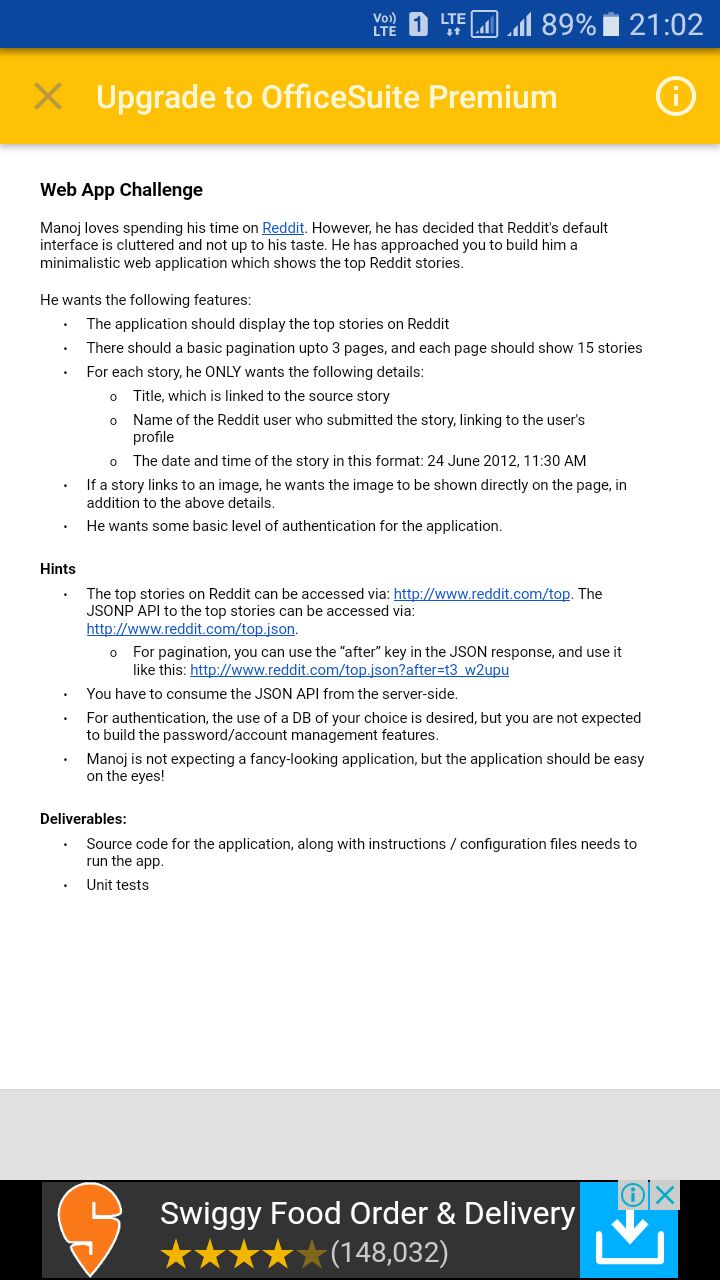 Vo)) LTE 1 LTE 89% 21:02
Upgrade to OfficeSuite Premium
Web App Challenge
Manoj loves spending his time on Reddit. However, he has decided that Reddit's default
interface is cluttered and not up to his taste. He has approached you to build him a
minimalistic web application which shows the top Reddit stories.
He wants the following features:
• The application should display the top stories on Reddit
• There should a basic pagination upto 3 pages, and each page should show 15 stories
• For each story, he ONLY wants the following details:
o Title, which is linked to the source story
o Name of the Reddit user who submitted the story, linking to the user's
profile
o The date and time of the story in this format: 24 June 2012, 11:30 AM
• If a story links to an image, he wants the image to be shown directly on the page, in
addition to the above details.
• He wants some basic level of authentication for the application.
Hints
• The top stories on Reddit can be accessed via: http://www.reddit.com/top. The
JSONP API to the top stories can be accessed via:
http://www.reddit.com/top.json.
o For pagination, you can use the “after” key in the JSON response, and use it
like this: http://www.reddit.com/top.json?after=t3_w2upu
• You have to consume the JSON API from the server-side.
• For authentication, the use of a DB of your choice is desired, but you are not expected
to build the password/account management features.
• Manoj is not expecting a fancy-looking application, but the application should be easy
on the eyes!
Deliverables:
• Source code for the application, along with instructions / configuration files needs to
run the app.
• Unit tests
Swiggy Food Order & Delivery
(148,032)